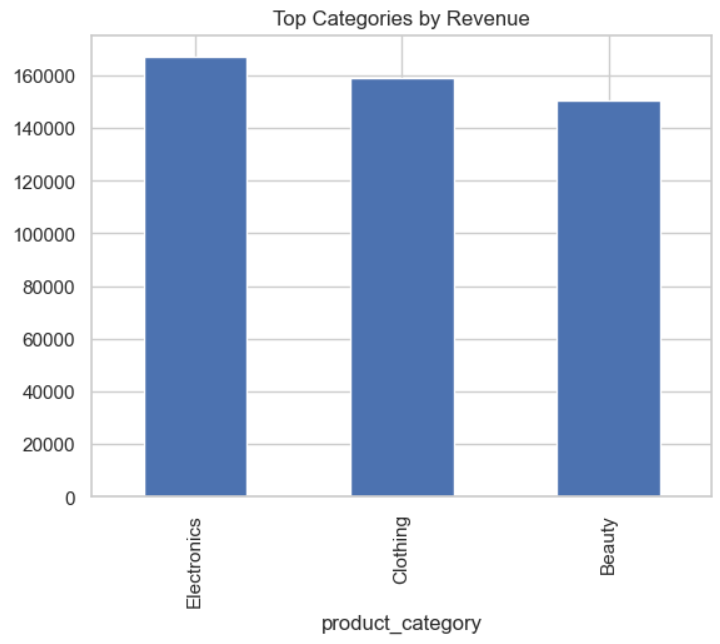 Top Categories by Revenue
160000
140000
120000
100000
80000
60000
40000
20000
0
Electronics
Clothing
Beauty
product_category